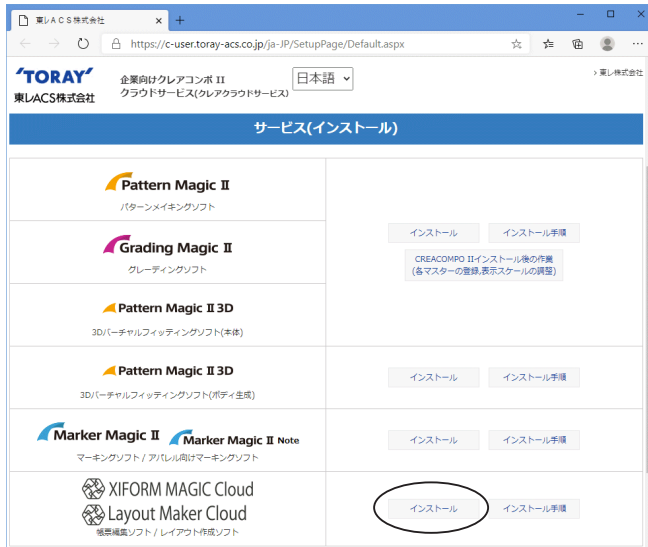 東レACS株式会社
https://c-user.toray-acs.co.jp/ja-JP/SetupPage/Default.aspx
'TORAY'
東レACS株式会社
企業向けクレアコンポ II
クラウドサービス(クレアクラウドサービス)
日本語
> 東レ株式会社
サービス(インストール)
Pattern Magic II
パターンメイキングソフト
Grading Magic II
グレーディングソフト
Pattern Magic II 3D
3Dバーチャルフィッティングソフト(本体)
インストール インストール手順
CREACOMPO IIインストール後の作業
(各マスターの登録,表示スケールの調整)
Pattern Magic II 3D
3Dバーチャルフィッティングソフト(ボディ生成)
インストール インストール手順
Marker Magic II Marker Magic II Note
マーキングソフト / アパレル向けマーキングソフト
インストール インストール手順
XIFORM MAGIC Cloud
Layout Maker Cloud
帳票編集ソフト / レイアウト作成ソフト
インストール インストール手順